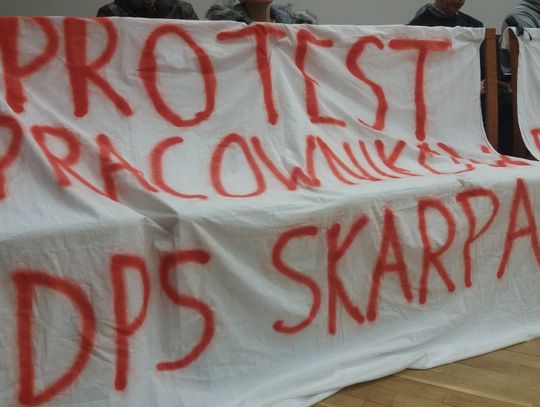 PROTEST
PRACOWNIKÓW
DPS SKARPA